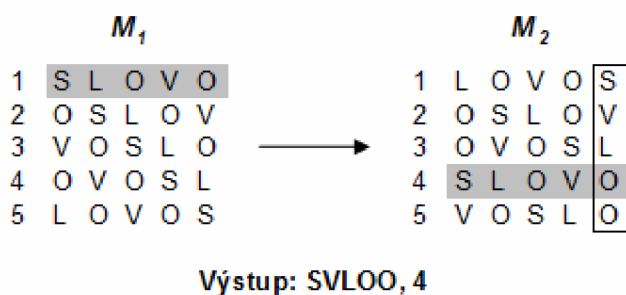 M1 M2
1 S L O V O 1 L O V O S
2 O S L O V 2 O S L O V
3 V O S L O 3 O V O S L
4 O V O S L 4 S L O V O
5 L O V O S 5 V O S L O
Výstup: SVLOO, 4